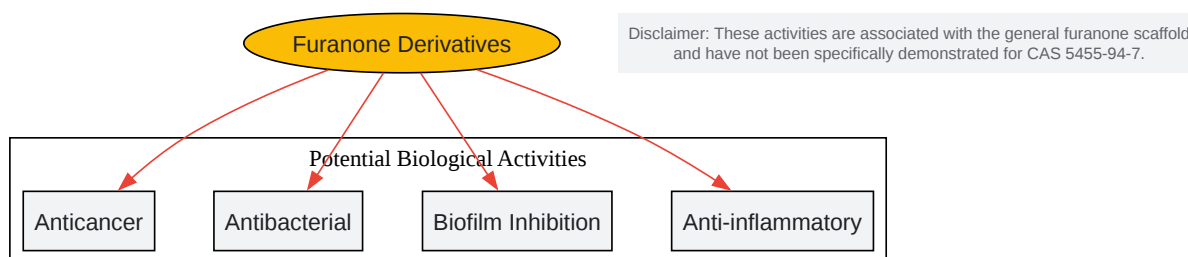 Furanone Derivatives
Disclaimer: These activities are associated with the general furanone scaffold
and have not been specifically demonstrated for CAS 5455-94-7.
Potential Biological Activities
Anticancer
Antibacterial
Biofilm Inhibition
Anti-inflammatory